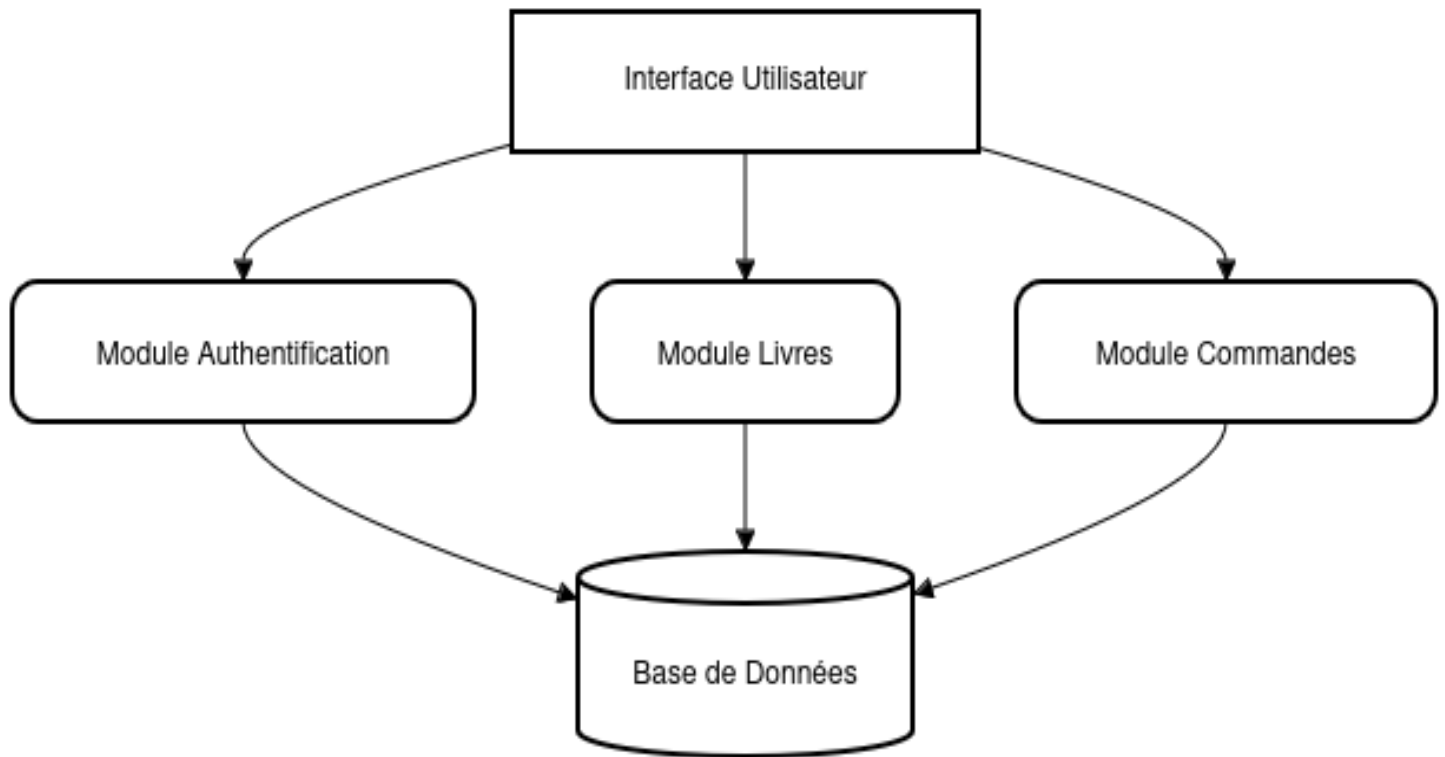 Interface Utilisateur
Module Authentification
Module Livres
Module Commandes
Base de Données